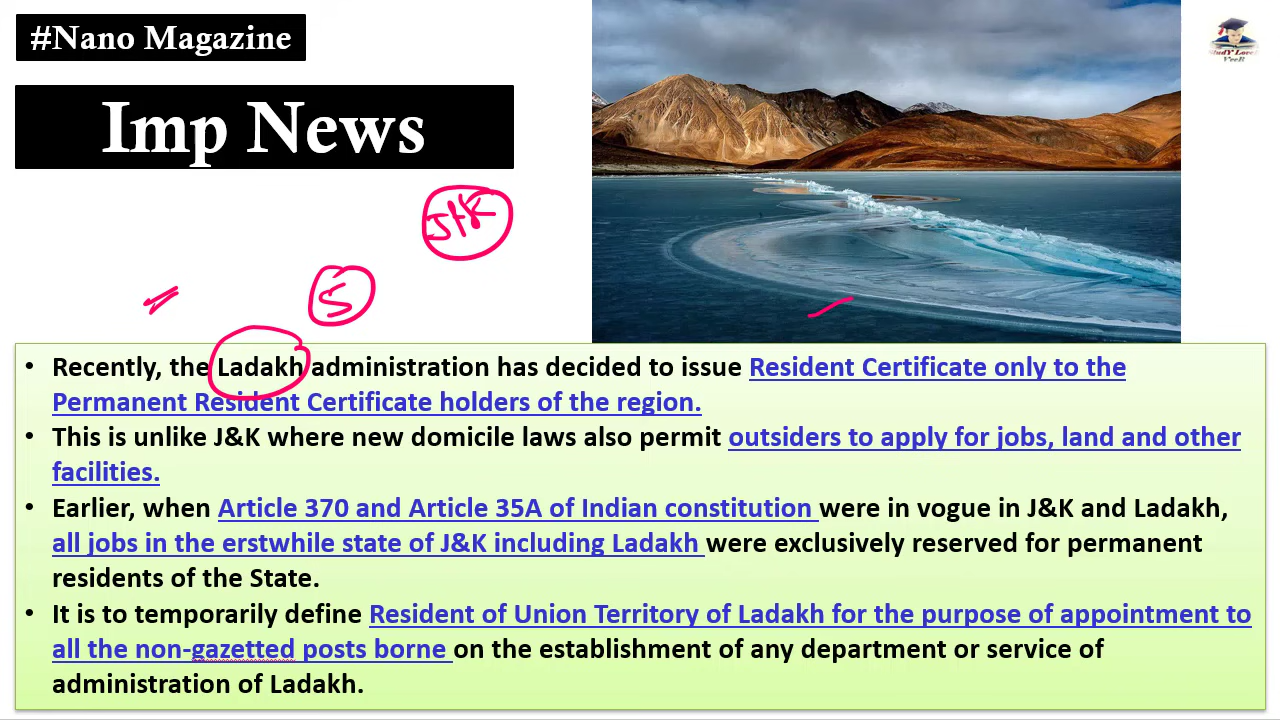 #Nano Magazine
StudY Lover
VeeR
Imp News
J&K
5
• Recently, the Ladakh administration has decided to issue Resident Certificate only to the
Permanent Resident Certificate holders of the region.
• This is unlike J&K where new domicile laws also permit outsiders to apply for jobs, land and other
facilities.
• Earlier, when Article 370 and Article 35A of Indian constitution were in vogue in J&K and Ladakh,
all jobs in the erstwhile state of J&K including Ladakh were exclusively reserved for permanent
residents of the State.
• It is to temporarily define Resident of Union Territory of Ladakh for the purpose of appointment to
all the non-gazetted posts borne on the establishment of any department or service of
administration of Ladakh.